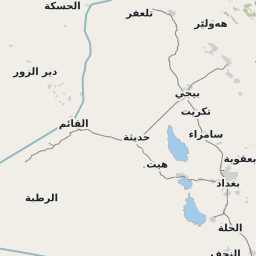 الحسكة
تلعفر
هەولێر
دير الزور
بيجي
تكريت
القائم
حديثة
سامراء
هيت
بعقوبة
بغداد
الرطبة
الحلة
النجف